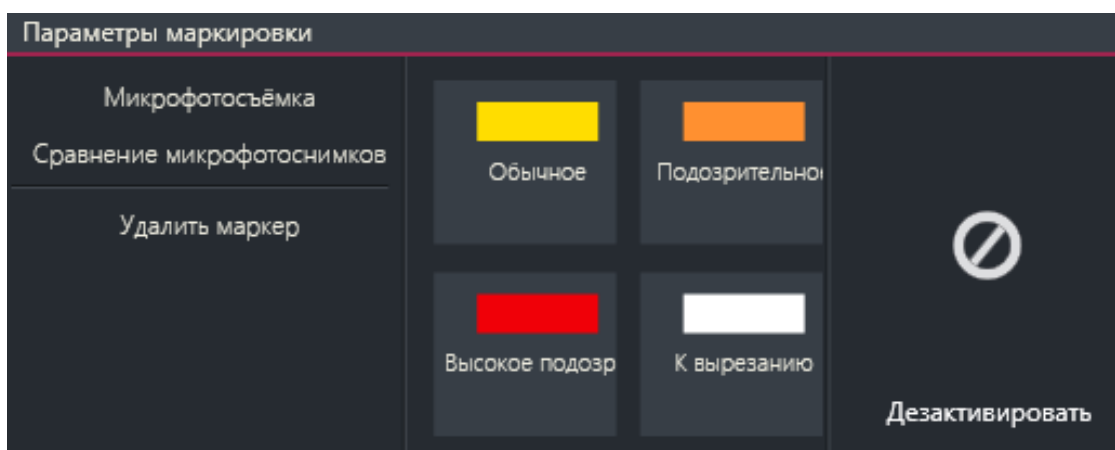 Параметры маркировки
Микрофотосъёмка
Сравнение микрофотоснимков
Удалить маркер
Обычное
Подозрительно
Высокое подозр
К вырезанию
Дезактивировать